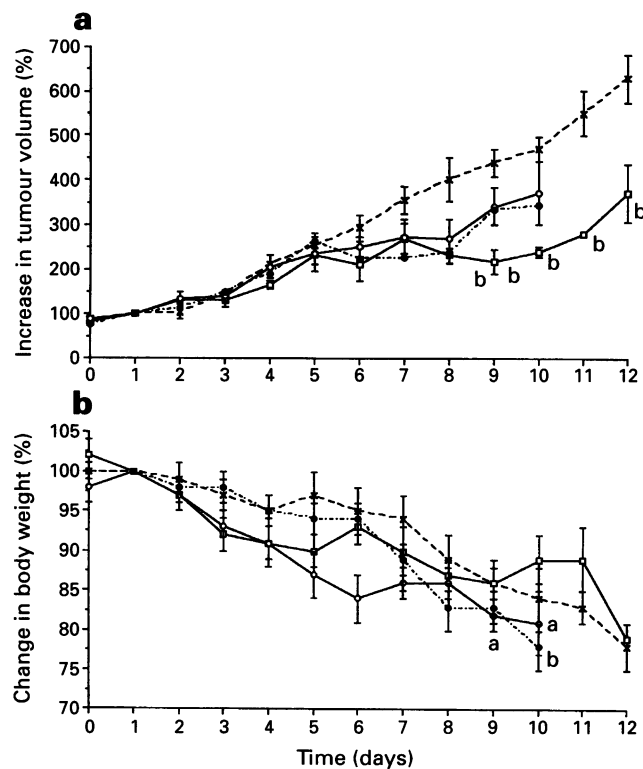 a
Increase in tumour volume (%)
700
600
500
400
300
200
100
0
b
b
b
b
b
0 1 2 3 4 5 6 7 8 9 10 11 12
b
Change in body weight (%)
105
100
95
90
85
80
75
70
a
a
b
0 1 2 3 4 5 6 7 8 9 10 11 12
Time (days)